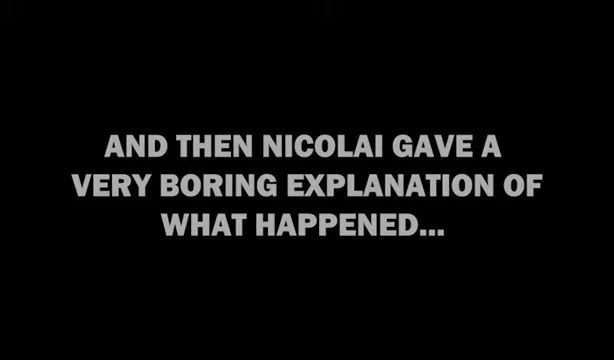 AND THEN NICOLAI GAVE A
VERY BORING EXPLANATION OF
WHAT HAPPENED...